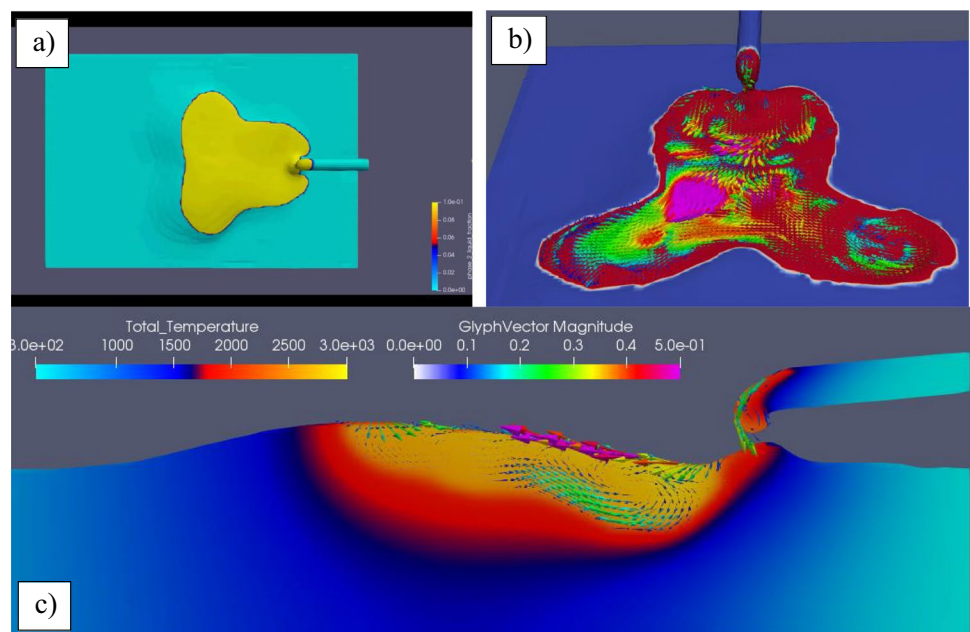 a)
b)
1.0e-01
0.08
0.06
0.04
0.02
0.0e+00
phase_2_liquid_fraction
Total_Temperature
3.0e+02 1000 1500 2000 2500 3.0e+03
GlyphVector Magnitude
0.0e+00 0.1 0.2 0.3 0.4 5.0e-01
c)